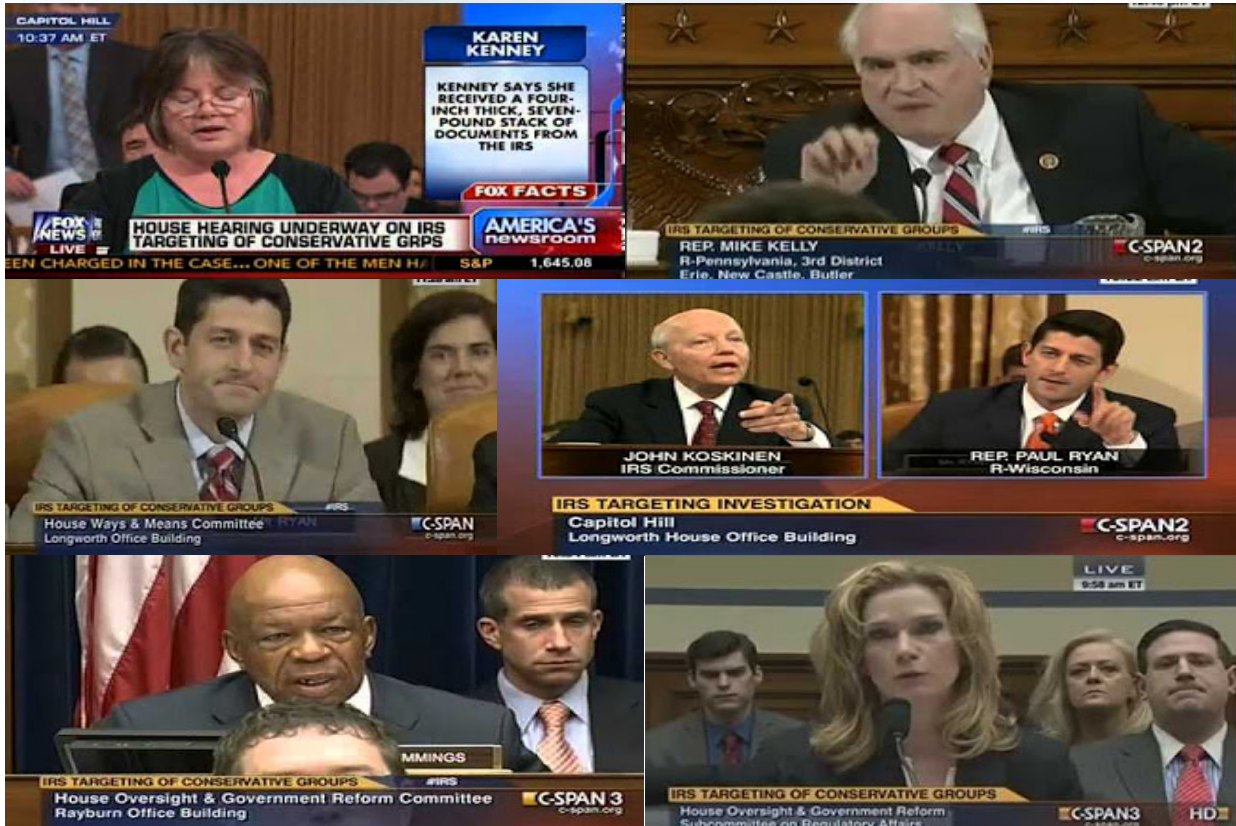 CAPITOL HILL
10:37 AM ET
KAREN
KENNEY
KENNEY SAYS SHE
RECEIVED A FOUR-
INCH THICK, SEVEN-
POUND STACK OF
DOCUMENTS FROM
THE IRS
FOX FACTS
FOX
NEWS
LIVE
HOUSE HEARING UNDERWAY ON IRS
TARGETING OF CONSERVATIVE GRPS
AMERICA'S
newsroom
EEN CHARGED IN THE CASE... ONE OF THE MEN HA
S&P 1,645.08
IRS TARGETING OF CONSERVATIVE GROUPS #IRS
REP. MIKE KELLY
R-Pennsylvania, 3rd District
Erie, New Castle, Butler
C-SPAN2
c-span.org
IRS TARGETING OF CONSERVATIVE GROUPS #IRS
House Ways & Means Committee
Longworth Office Building
RYAN
C-SPAN
c-span.org
JOHN KOSKINEN
IRS Commissioner
REP. PAUL RYAN
R-Wisconsin
IRS TARGETING INVESTIGATION
Capitol Hill
Longworth House Office Building
C-SPAN2
c-span.org
MMINGS
IRS TARGETING OF CONSERVATIVE GROUPS #IRS
House Oversight & Government Reform Committee
Rayburn Office Building
C-SPAN 3
c-span.org
LIVE
9:58 am ET
IRS TARGETING OF CONSERVATIVE GROUPS
House Oversight & Government Reform
Subcommittee on Regulatory Affairs
C-SPAN3 HD